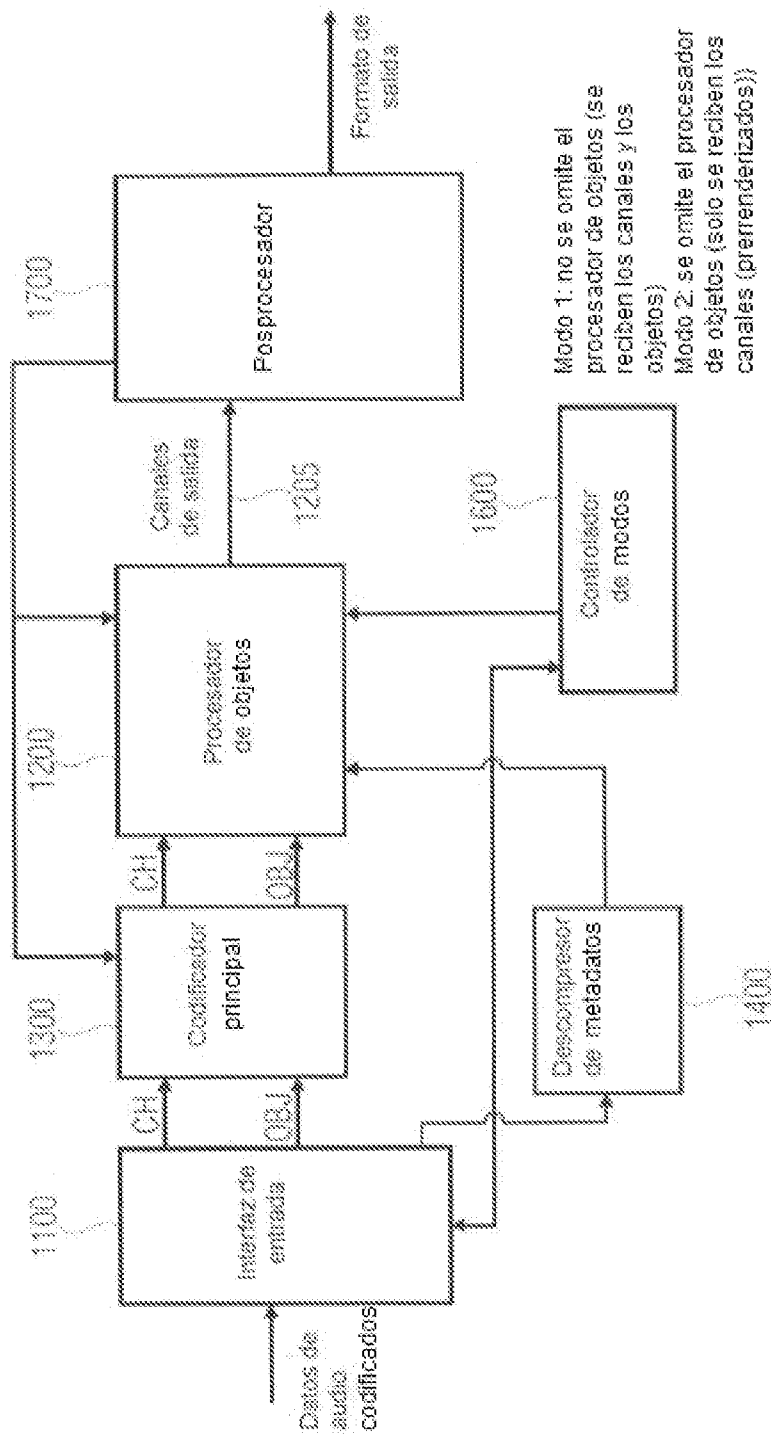 Datos de
audio
codificados
1100
Interfaz de
entrada
CH
OBJ
1300
Codificador
principal
CH
OBJ
1200
Procesador
de objetos
Canales
de salida
1205
1700
Posprocesador
Formato de
salida
Descompresor
de metadatos
1400
1600
Controlador
de modos
Modo 1: no se omite el
procesador de objetos (se
reciben los canales y los
objetos)
Modo 2: se omite el procesador
de objetos (solo se reciben los
canales (prerrenderizados))